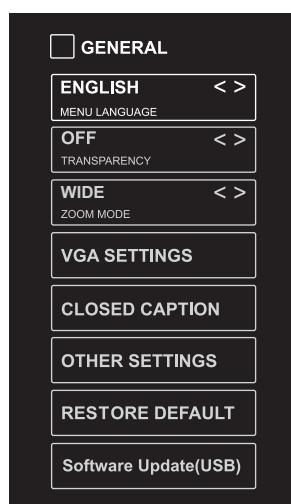 GENERAL
ENGLISH < >
MENU LANGUAGE
OFF < >
TRANSPARENCY
WIDE < >
ZOOM MODE
VGA SETTINGS
CLOSED CAPTION
OTHER SETTINGS
RESTORE DEFAULT
Software Update(USB)